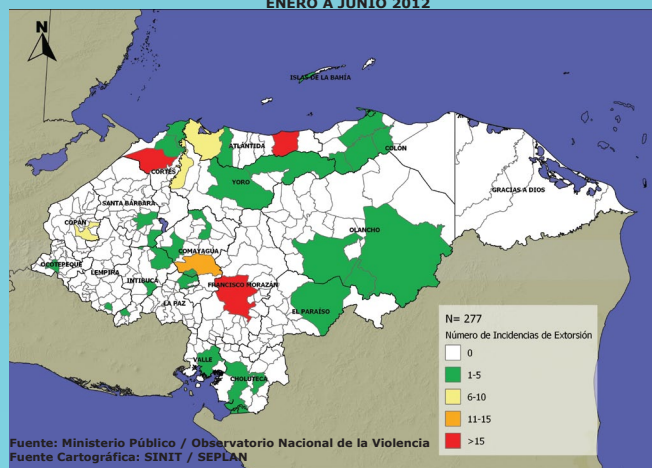 ENERO A JUNIO 2012
N
ISLAS DE LA BAHÍA
ATLÁNTIDA
COLÓN
CORTÉS
YORO
GRACIAS A DIOS
SANTA BÁRBARA
COPÁN
OLANCHO
COMAYAGUA
OCOTEPEQUE
LEMPIRA
INTIBUCÁ
FRANCISCO MORAZÁN
LA PAZ
EL PARAÍSO
VALLE
CHOLUTECA
N= 277
Número de Incidencias de Extorsión
0
1-5
6-10
11-15
>15
Fuente: Ministerio Público / Observatorio Nacional de la Violencia
Fuente Cartográfica: SINIT / SEPLAN